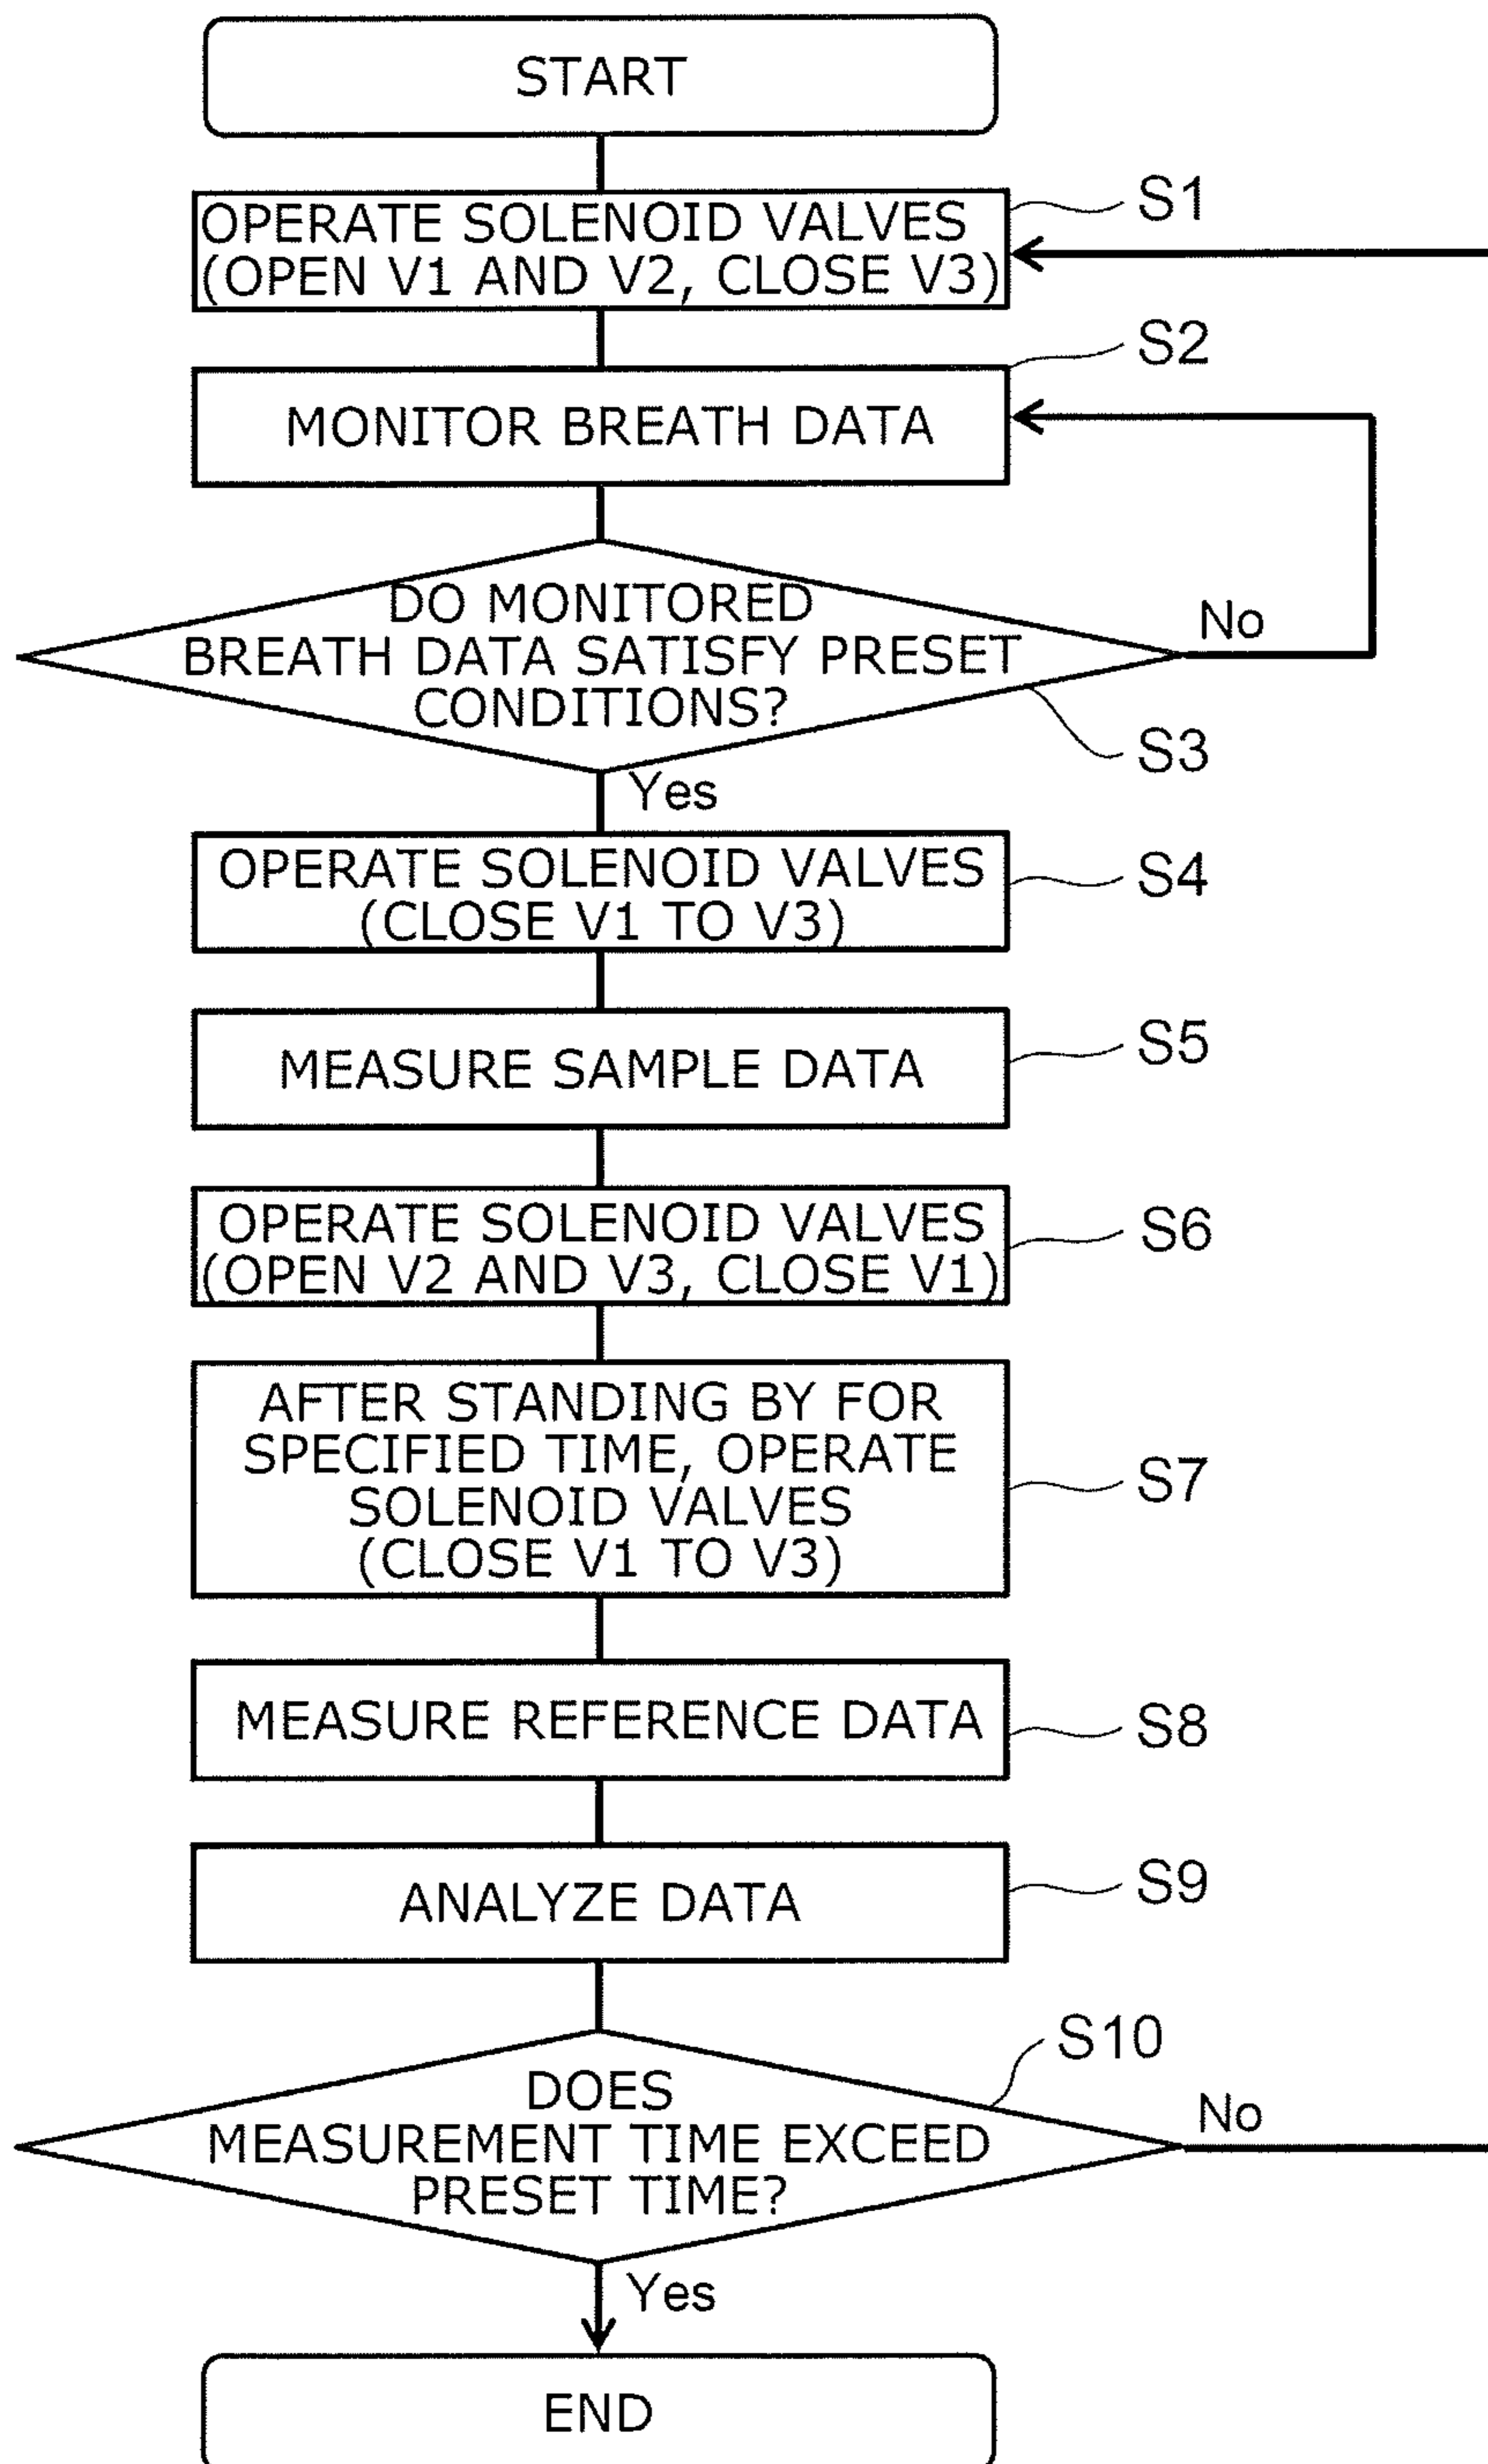 START
OPERATE SOLENOID VALVES
(OPEN V1 AND V2, CLOSE V3)
S1
MONITOR BREATH DATA
S2
DO MONITORED
BREATH DATA SATISFY PRESET
CONDITIONS?
No
S3
Yes
OPERATE SOLENOID VALVES
(CLOSE V1 TO V3)
S4
MEASURE SAMPLE DATA
S5
OPERATE SOLENOID VALVES
(OPEN V2 AND V3, CLOSE V1)
S6
AFTER STANDING BY FOR
SPECIFIED TIME, OPERATE
SOLENOID VALVES
(CLOSE V1 TO V3)
S7
MEASURE REFERENCE DATA
S8
ANALYZE DATA
S9
S10
DOES
MEASUREMENT TIME EXCEED
PRESET TIME?
No
Yes
END